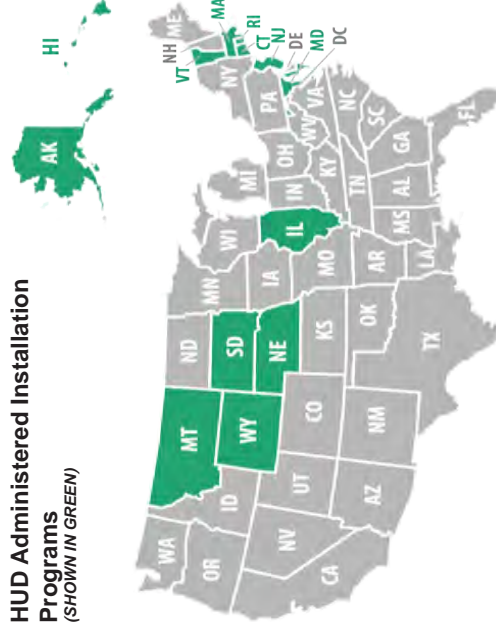 HUD Administered Installation
Programs
(SHOWN IN GREEN)
WA
OR
CA
NV
ID
MT
WY
UT
AZ
CO
NM
ND
SD
NE
KS
OK
TX
MN
IA
MO
AR
LA
WI
IL
MI
IN
OH
KY
TN
MS
AL
GA
FL
SC
NC
VA
WV
PA
NY
VT
NH
ME
MA
RI
CT
NJ
DE
MD
DC
AK
HI